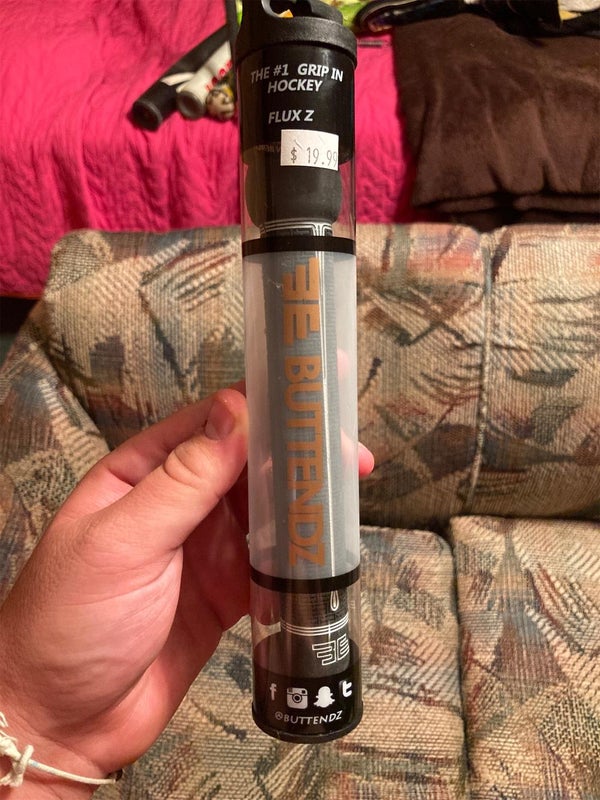 THE #1 GRIP IN
HOCKEY
FLUX Z
$ 19.99
BUTTENDZ
@BUTTENDZ